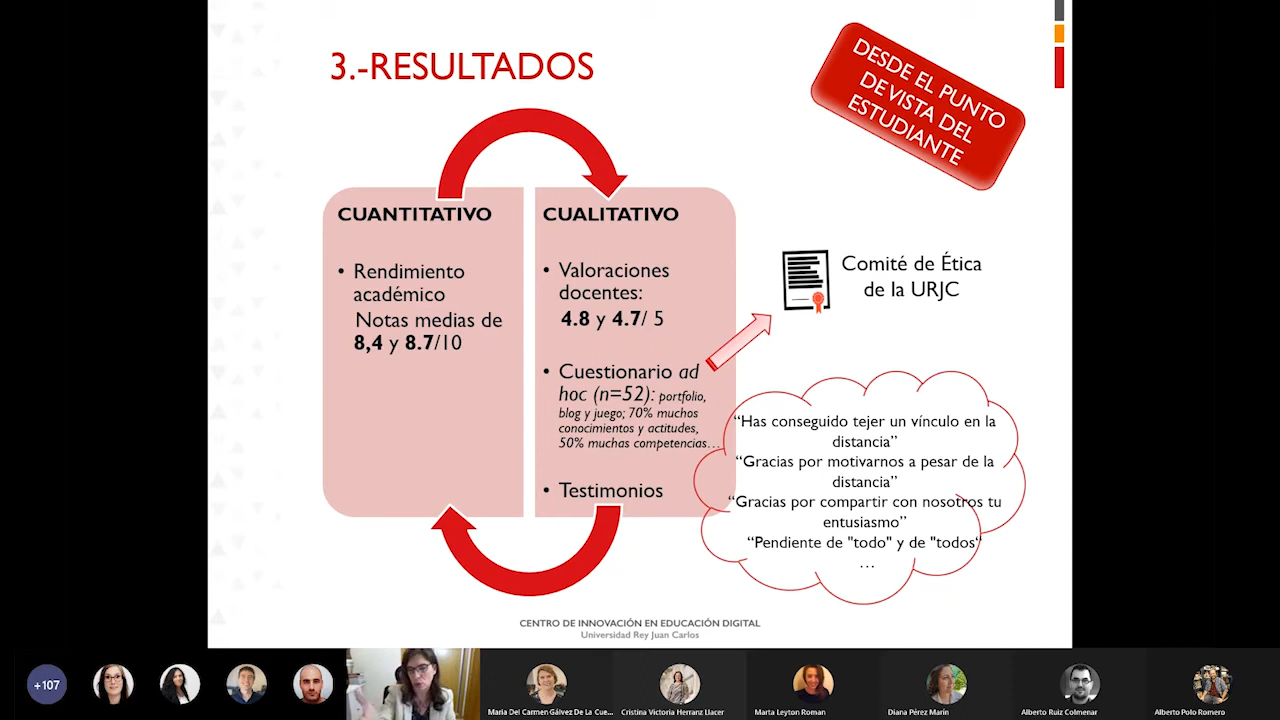 3.-RESULTADOS
DESDE EL PUNTO
DE VISTA DEL
ESTUDIANTE
CUANTITATIVO
• Rendimiento
académico
Notas medias de
8,4 y 8.7/10
CUALITATIVO
• Valoraciones
docentes:
4.8 y 4.7/ 5
• Cuestionario ad
hoc (n=52): portfolio,
blog y juego; 70% muchos
conocimientos y actitudes,
50% muchas competencias…
• Testimonios
Comité de Ética
de la URJC
“Has conseguido tejer un vínculo en la
distancia”
“Gracias por motivarnos a pesar de la
distancia”
“Gracias por compartir con nosotros tu
entusiasmo”
“Pendiente de "todo" y de "todos“
…
CENTRO DE INNOVACIÓN EN EDUCACIÓN DIGITAL
Universidad Rey Juan Carlos
+107
Maria Del Carmen Gálvez De La Cue...
Cristina Victoria Herranz Llacer
Marta Leyton Roman
Diana Pérez Marín
Alberto Ruiz Colmenar
Alberto Polo Romero